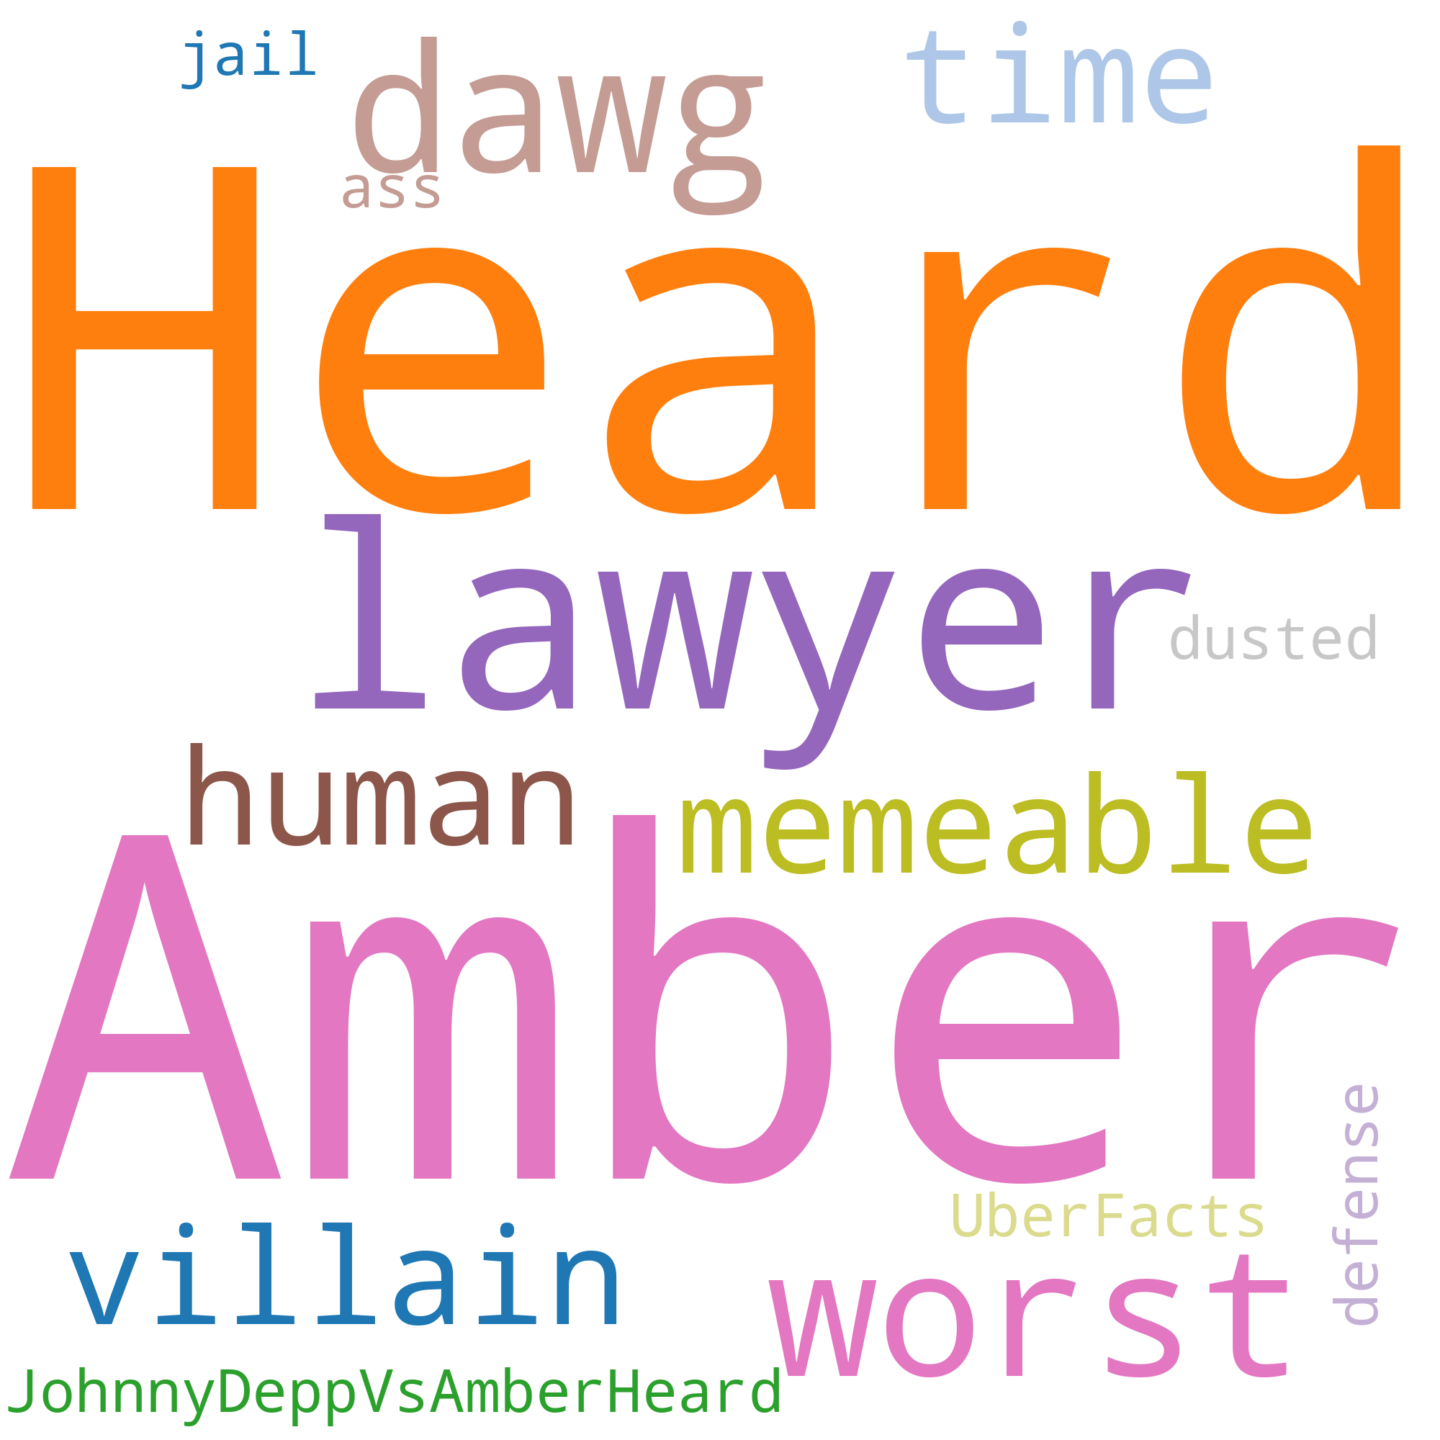 jail
dawg
time
ass
Heard
lawyer
dusted
human
memeable
Amber
defense
UberFacts
villain
worst
JohnnyDeppVsAmberHeard